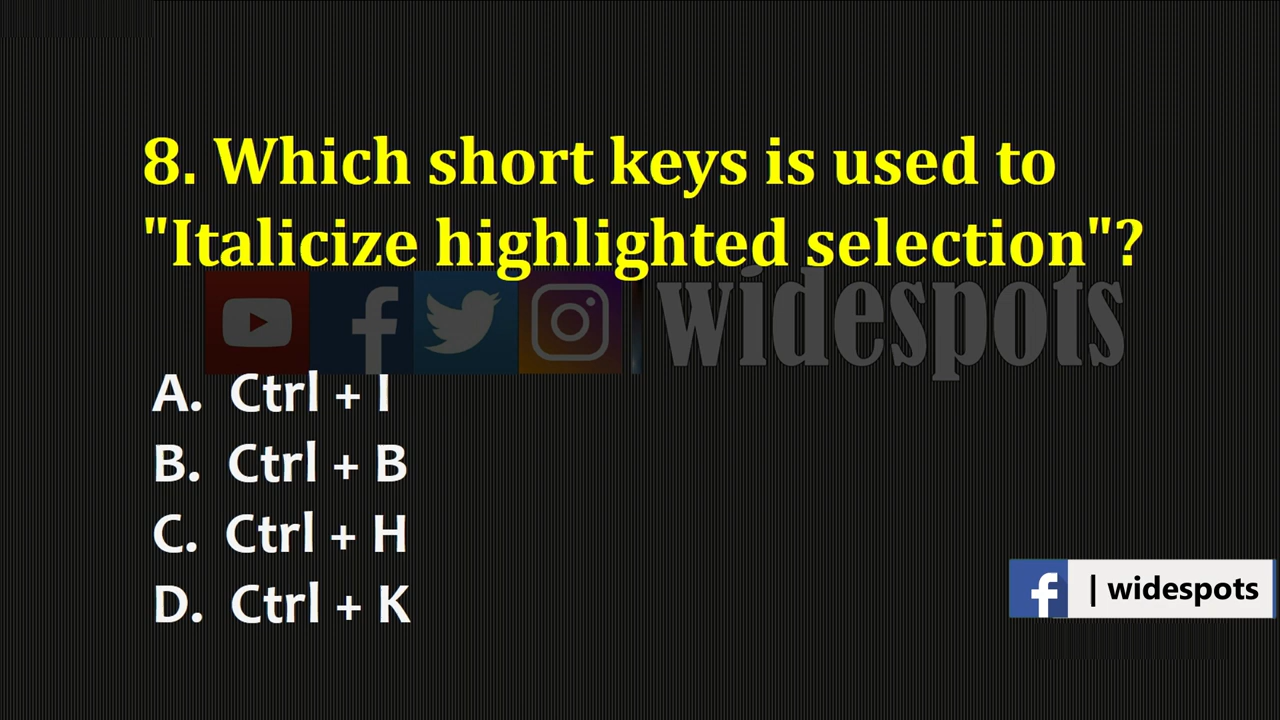 8. Which short keys is used to
"Italicize highlighted selection"?
widespots
A. Ctrl + I
B. Ctrl + B
C. Ctrl + H
D. Ctrl + K
| widespots